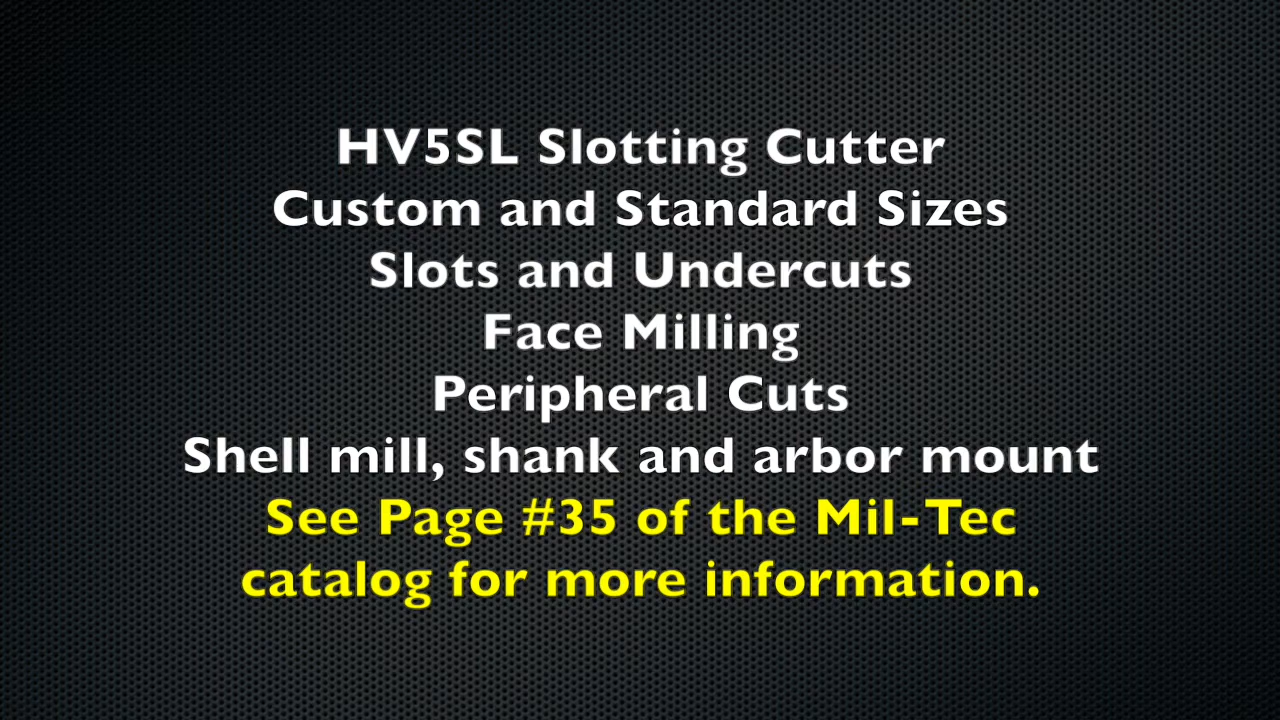 HV5SL Slotting Cutter
Custom and Standard Sizes
Slots and Undercuts
Face Milling
Peripheral Cuts
Shell mill, shank and arbor mount
See Page #35 of the Mil-Tec
catalog for more information.